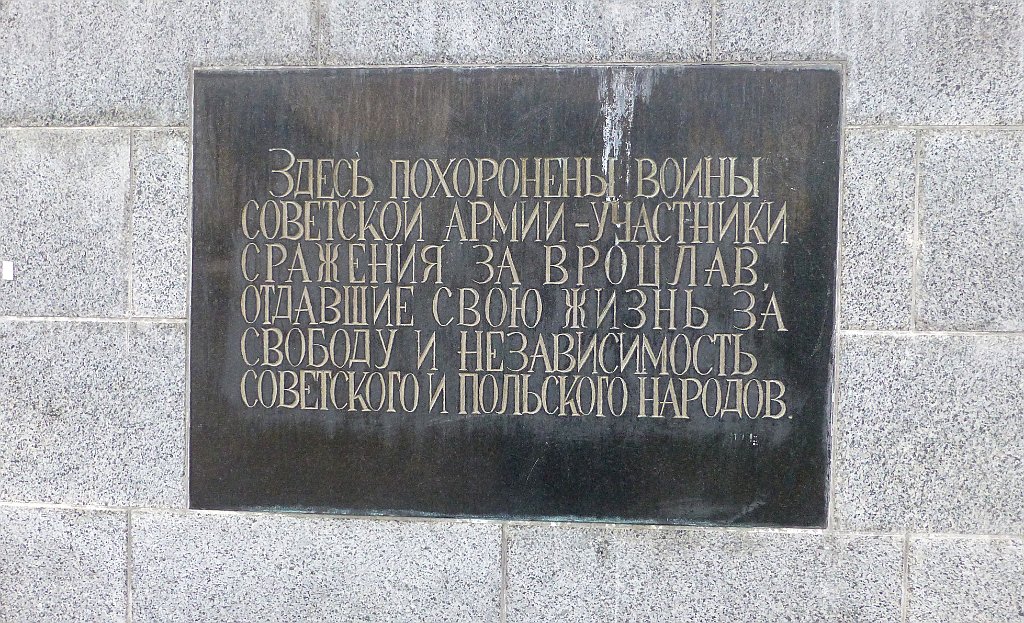 Здесь похоронены воины
советской армии - участники
сражения за Вроцлав,
отдавшие свою жизнь за
свободу и независимость
советского и польского народов.